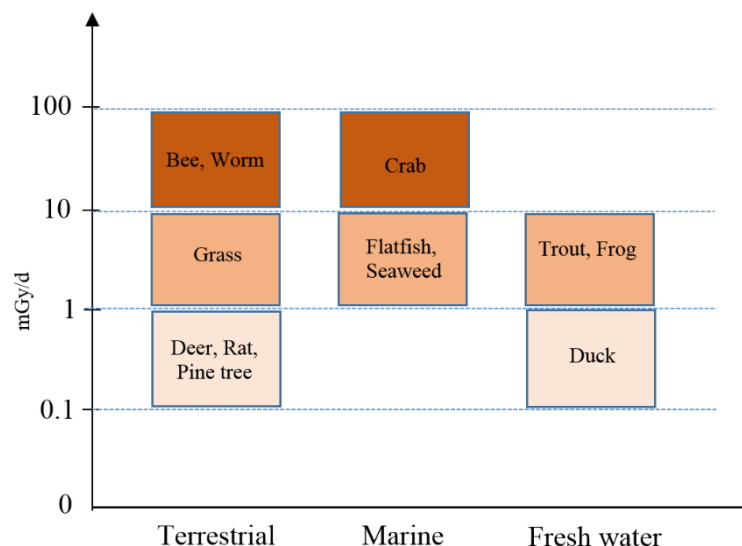 100
Bee, Worm
Crab
10
Grass
Flatfish,
Seaweed
Trout, Frog
mGy/d
1
Deer, Rat,
Pine tree
Duck
0.1
0
Terrestrial
Marine
Fresh water